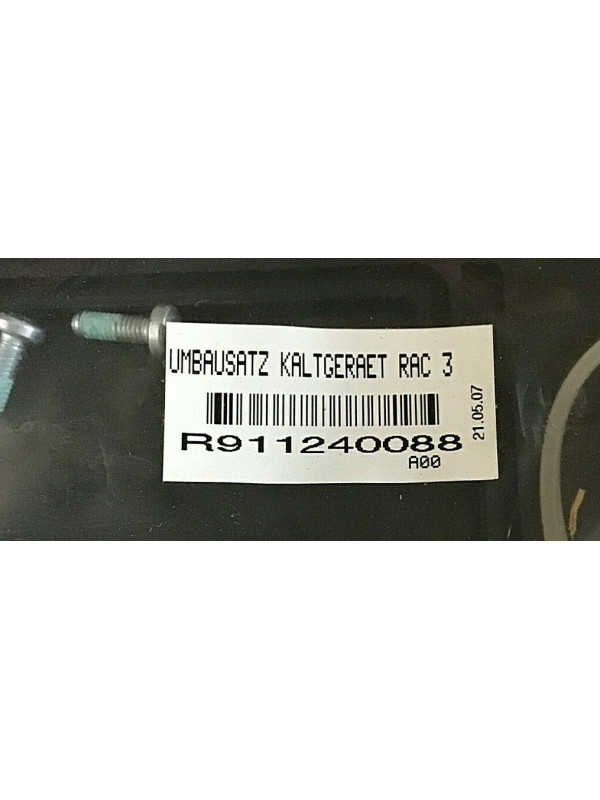 UMBAUSATZ KALTGERAET RAC 3
R911240088
A00
21.05.07